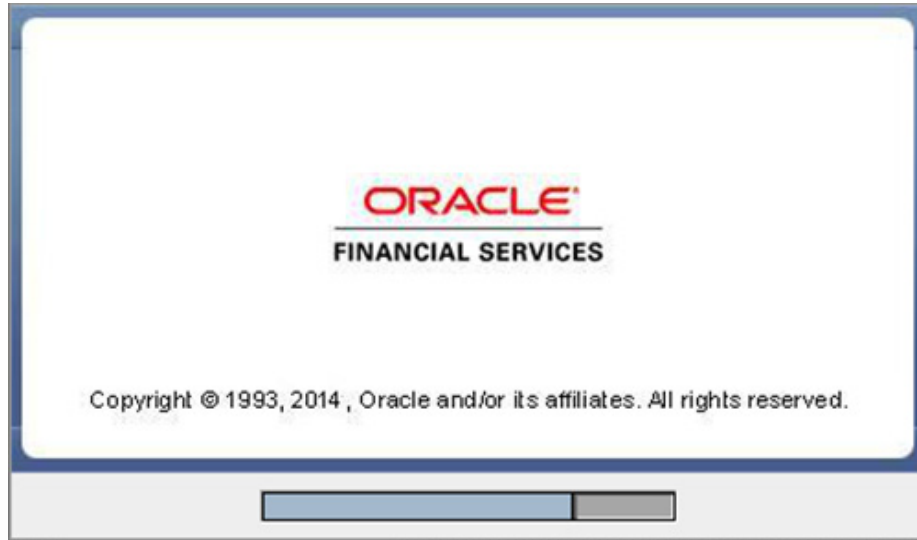 ORACLE
FINANCIAL SERVICES
Copyright © 1993, 2014 , Oracle and/or its affiliates. All rights reserved.